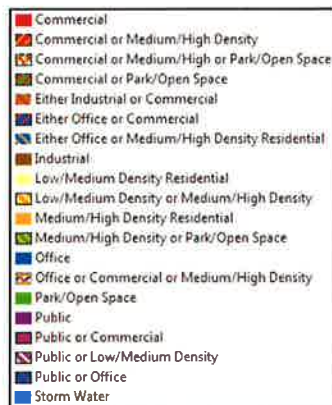 Commercial
Commercial or Medium/High Density
Commercial or Medium/High or Park/Open Space
Commercial or Park/Open Space
Either Industrial or Commercial
Either Office or Commercial
Either Office or Medium/High Density Residential
Industrial
Low/Medium Density Residential
Low/Medium Density or Medium/High Density
Medium/High Density Residential
Medium/High Density or Park/Open Space
Office
Office or Commercial or Medium/High Density
Park/Open Space
Public
Public or Commercial
Public or Low/Medium Density
Public or Office
Storm Water